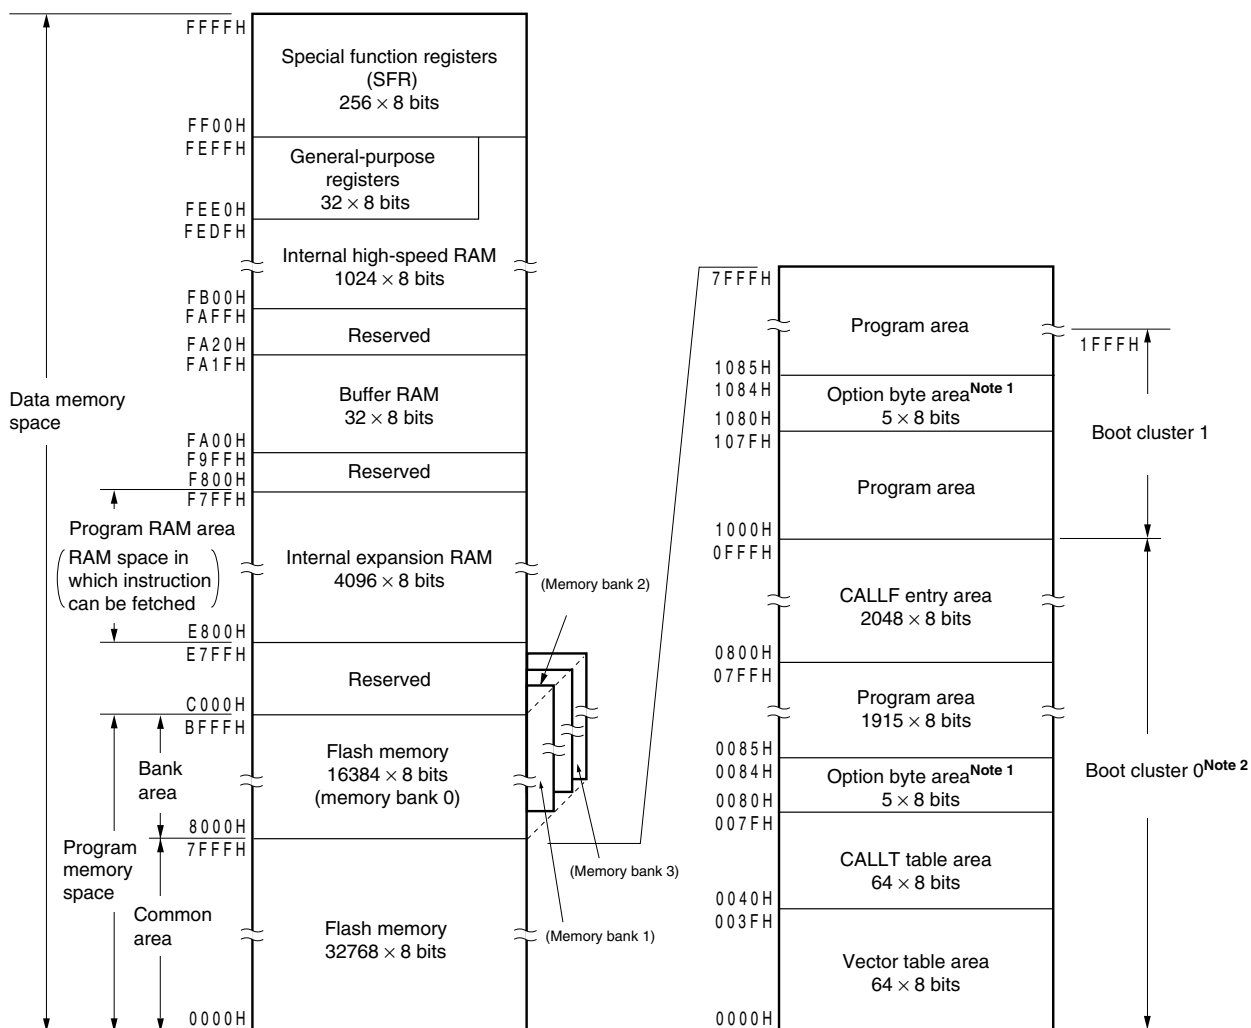 FFFFH
Special function registers
(SFR)
256 × 8 bits
FF00H
FEFFH
General-purpose
registers
32 × 8 bits
FEE0H
FEDFH
Internal high-speed RAM
1024 × 8 bits
FB00H
FAFFH
Reserved
FA20H
FA1FH
Buffer RAM
32 × 8 bits
FA00H
F9FFH
Reserved
F800H
F7FFH
Data memory
space
Program RAM area
RAM space in
which instruction
can be fetched
Internal expansion RAM
4096 × 8 bits
E800H
E7FFH
Reserved
C000H
BFFFH
Flash memory
16384 × 8 bits
(memory bank 0)
Bank
area
8000H
7FFFH
Program
memory
space
Common
area
Flash memory
32768 × 8 bits
0000H
(Memory bank 2)
(Memory bank 3)
(Memory bank 1)
7FFFH
Program area
1FFFH
1085H
1084H
Option byte area Note 1
5 × 8 bits
1080H
107FH
Boot cluster 1
Program area
1000H
0FFFH
CALLF entry area
2048 × 8 bits
0800H
07FFH
Program area
1915 × 8 bits
0085H
0084H
Option byte area Note 1
5 × 8 bits
Boot cluster 0 Note 2
0080H
007FH
CALLT table area
64 × 8 bits
0040H
003FH
Vector table area
64 × 8 bits
0000H